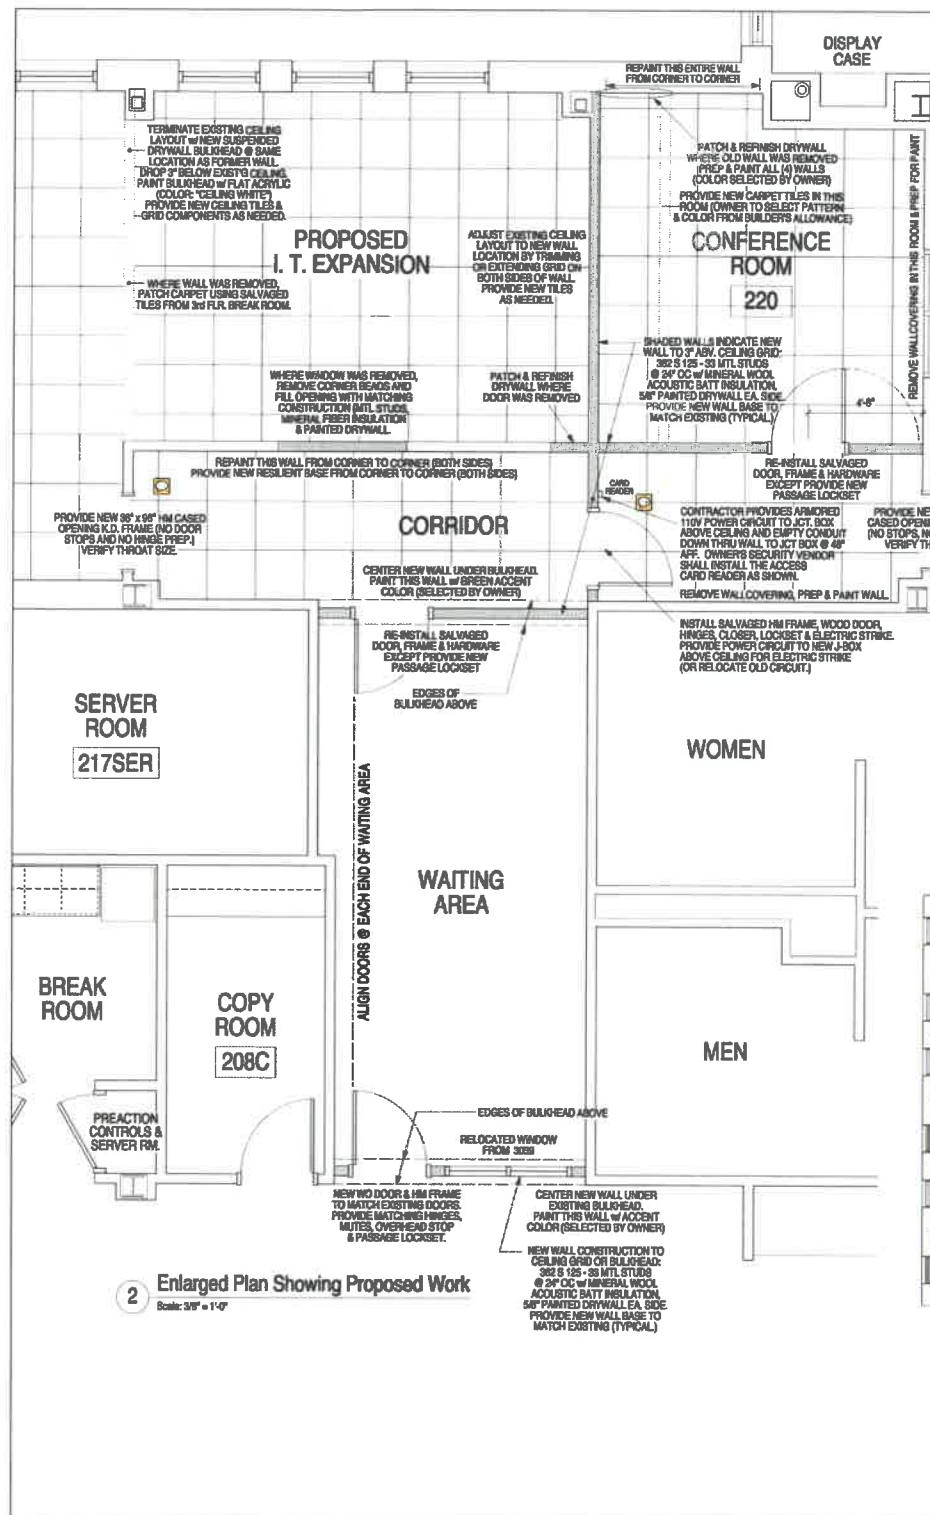 DISPLAY
CASE
REPAINT THIS ENTIRE WALL
FROM CORNER TO CORNER
TERMINATE EXISTING CEILING
LAYOUT w/ NEW SUSPENDED
DRYWALL BULKHEAD @ SAME
LOCATION AS FORMER WALL.
DROP 3" BELOW EXIST'G CEILING.
PAINT BULKHEAD w/ FLAT ACRYLIC
(COLOR: "CEILING WHITE")
PROVIDE NEW CEILING TILES &
GRID COMPONENTS AS NEEDED.
PATCH & REFINISH DRYWALL
WHERE OLD WALL WAS REMOVED
PREP & PAINT ALL (4) WALLS
(COLOR SELECTED BY OWNER)
PROVIDE NEW CARPET TILES IN THIS
ROOM (OWNER TO SELECT PATTERN
& COLOR FROM BUILDER'S ALLOWANCE)
REMOVE WALLCOVERING IN THIS ROOM & PREP FOR PAINT
PROPOSED
I. T. EXPANSION
ADJUST EXISTING CEILING
LAYOUT TO NEW WALL
LOCATION BY TRIMMING
OR EXTENDING GRID ON
BOTH SIDES OF WALL.
PROVIDE NEW TILES
AS NEEDED.
CONFERENCE
ROOM
220
WHERE WALL WAS REMOVED,
PATCH CARPET USING SALVAGED
TILES FROM 3rd FLR. BREAK ROOM.
SHADED WALLS INDICATE NEW
WALL TO 3" ABV. CEILING GRID:
362 S 125 - 33 MTL STUDS
@ 24" OC w/ MINERAL WOOL
ACOUSTIC BATT INSULATION,
5/8" PAINTED DRYWALL EA. SIDE.
PROVIDE NEW WALL BASE TO
MATCH EXISTING (TYPICAL)
WHERE WINDOW WAS REMOVED,
REMOVE CORNER BEADS AND
FILL OPENING WITH MATCHING
CONSTRUCTION (MTL STUDS,
MINERAL FIBER INSULATION
& PAINTED DRYWALL.
PATCH & REFINISH
DRYWALL WHERE
DOOR WAS REMOVED
4'-8"
REPAINT THIS WALL FROM CORNER TO CORNER (BOTH SIDES)
PROVIDE NEW RESILIENT BASE FROM CORNER TO CORNER (BOTH SIDES)
RE-INSTALL SALVAGED
DOOR, FRAME & HARDWARE
EXCEPT PROVIDE NEW
PASSAGE LOCKSET
CARD
READER
PROVIDE NEW 36" x 96" HM CASED
OPENING K.D. FRAME (NO DOOR
STOPS AND NO HINGE PREP.)
VERIFY THROAT SIZE.
CORRIDOR
CONTRACTOR PROVIDES ARMORED
110V POWER CIRCUIT TO JCT. BOX
ABOVE CEILING AND EMPTY CONDUIT
DOWN THRU WALL TO JCT BOX @ 48"
AFF. OWNER'S SECURITY VENDOR
SHALL INSTALL THE ACCESS
CARD READER AS SHOWN.
PROVIDE NE
CASED OPENI
(NO STOPS, N
VERIFY TH
CENTER NEW WALL UNDER BULKHEAD.
PAINT THIS WALL w/ GREEN ACCENT
COLOR (SELECTED BY OWNER)
REMOVE WALLCOVERING, PREP & PAINT WALL.
INSTALL SALVAGED HM FRAME, WOOD DOOR,
HINGES, CLOSER, LOCKSET & ELECTRIC STRIKE.
PROVIDE POWER CIRCUIT TO NEW J-BOX
ABOVE CEILING FOR ELECTRIC STRIKE
(OR RELOCATE OLD CIRCUIT.)
RE-INSTALL SALVAGED
DOOR, FRAME & HARDWARE
EXCEPT PROVIDE NEW
PASSAGE LOCKSET
EDGES OF
BULKHEAD ABOVE
SERVER
ROOM
217SER
WOMEN
ALIGN DOORS @ EACH END OF WAITING AREA
WAITING
AREA
BREAK
ROOM
COPY
ROOM
208C
MEN
PREACTION
CONTROLS &
SERVER RM.
EDGES OF BULKHEAD ABOVE
RELOCATED WINDOW
FROM 3039
NEW WD DOOR & HM FRAME
TO MATCH EXISTING DOORS.
PROVIDE MATCHING HINGES,
MUTES, OVERHEAD STOP
& PASSAGE LOCKSET.
CENTER NEW WALL UNDER
EXISTING BULKHEAD.
PAINT THIS WALL w/ ACCENT
COLOR (SELECTED BY OWNER)
NEW WALL CONSTRUCTION TO
CEILING GRID OR BULKHEAD:
362 S 125 - 33 MTL STUDS
@ 24" OC w/ MINERAL WOOL
ACOUSTIC BATT INSULATION,
5/8" PAINTED DRYWALL EA. SIDE.
PROVIDE NEW WALL BASE TO
MATCH EXISTING (TYPICAL)
2 Enlarged Plan Showing Proposed Work
Scale: 3/8" = 1'-0"